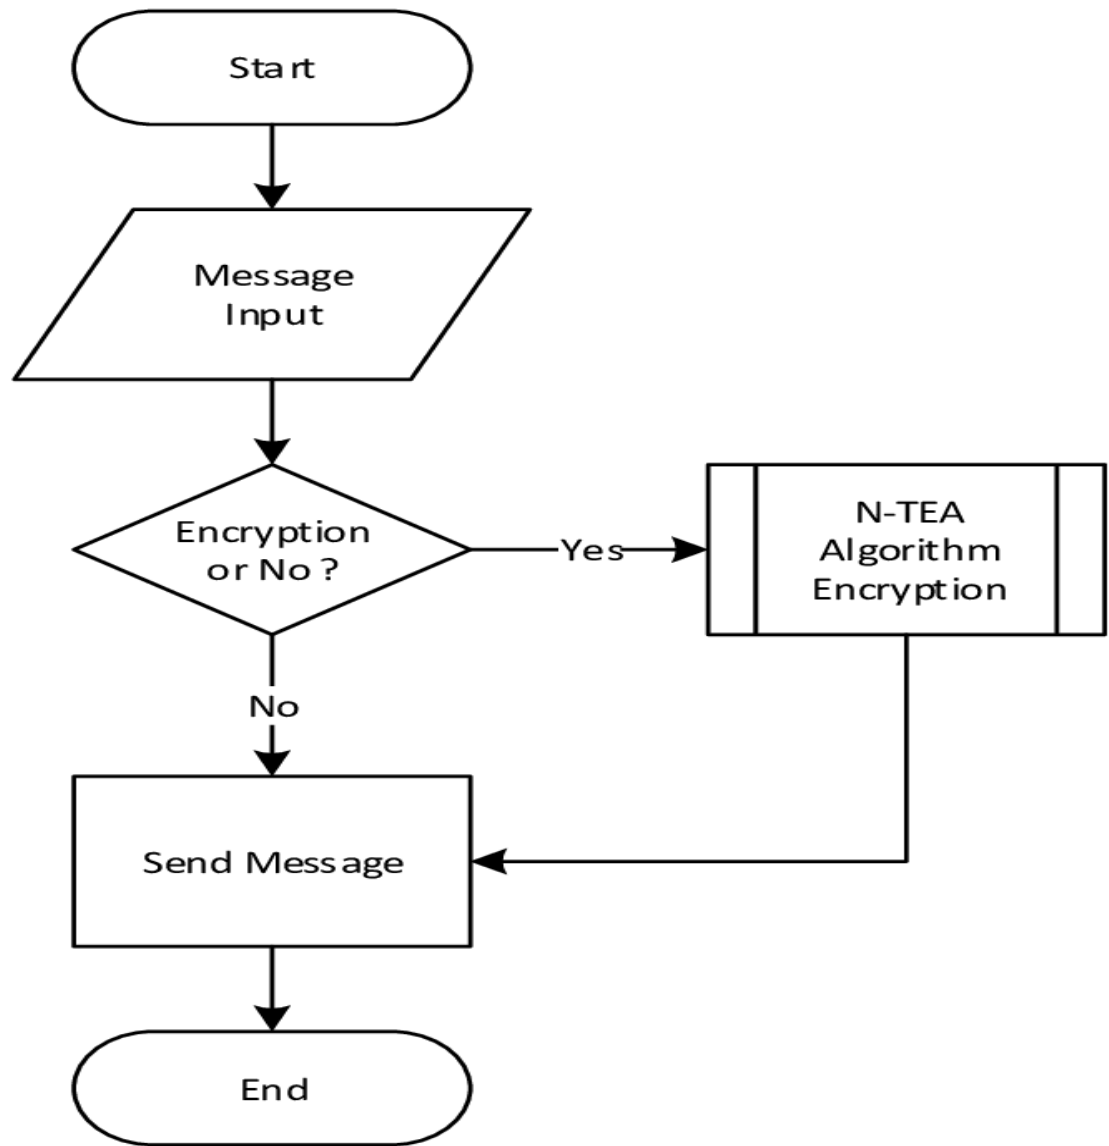 Start
Message
Input
Encryption
or No ?
Yes
N-TEA
Algorithm
Encryption
No
Send Message
End